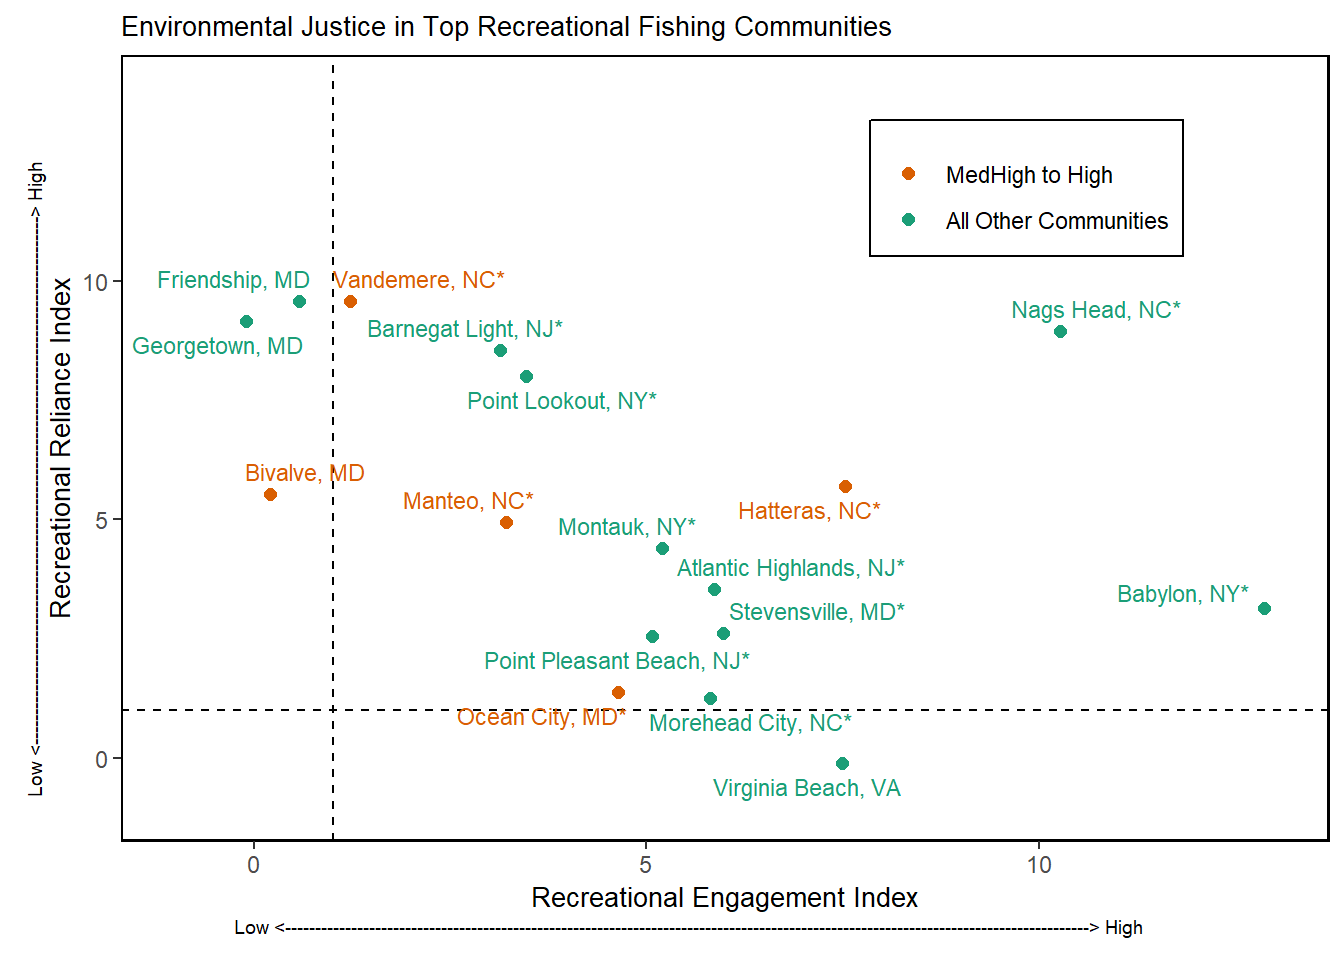 Environmental Justice in Top Recreational Fishing Communities
MedHigh to High
All Other Communities
Friendship, MD
Vandemere, NC*
Georgetown, MD
Barnegat Light, NJ*
Point Lookout, NY*
Nags Head, NC*
Bivalve, MD
Manteo, NC*
Hatteras, NC*
Montauk, NY*
Atlantic Highlands, NJ*
Babylon, NY*
Stevensville, MD*
Point Pleasant Beach, NJ*
Ocean City, MD*
Morehead City, NC*
Virginia Beach, VA
10
5
0
0
5
10
Recreational Reliance Index
Low <--------------------------------------------------------------------------------> High
Recreational Engagement Index
Low <--------------------------------------------------------------------------------------------------------------------------------------> High